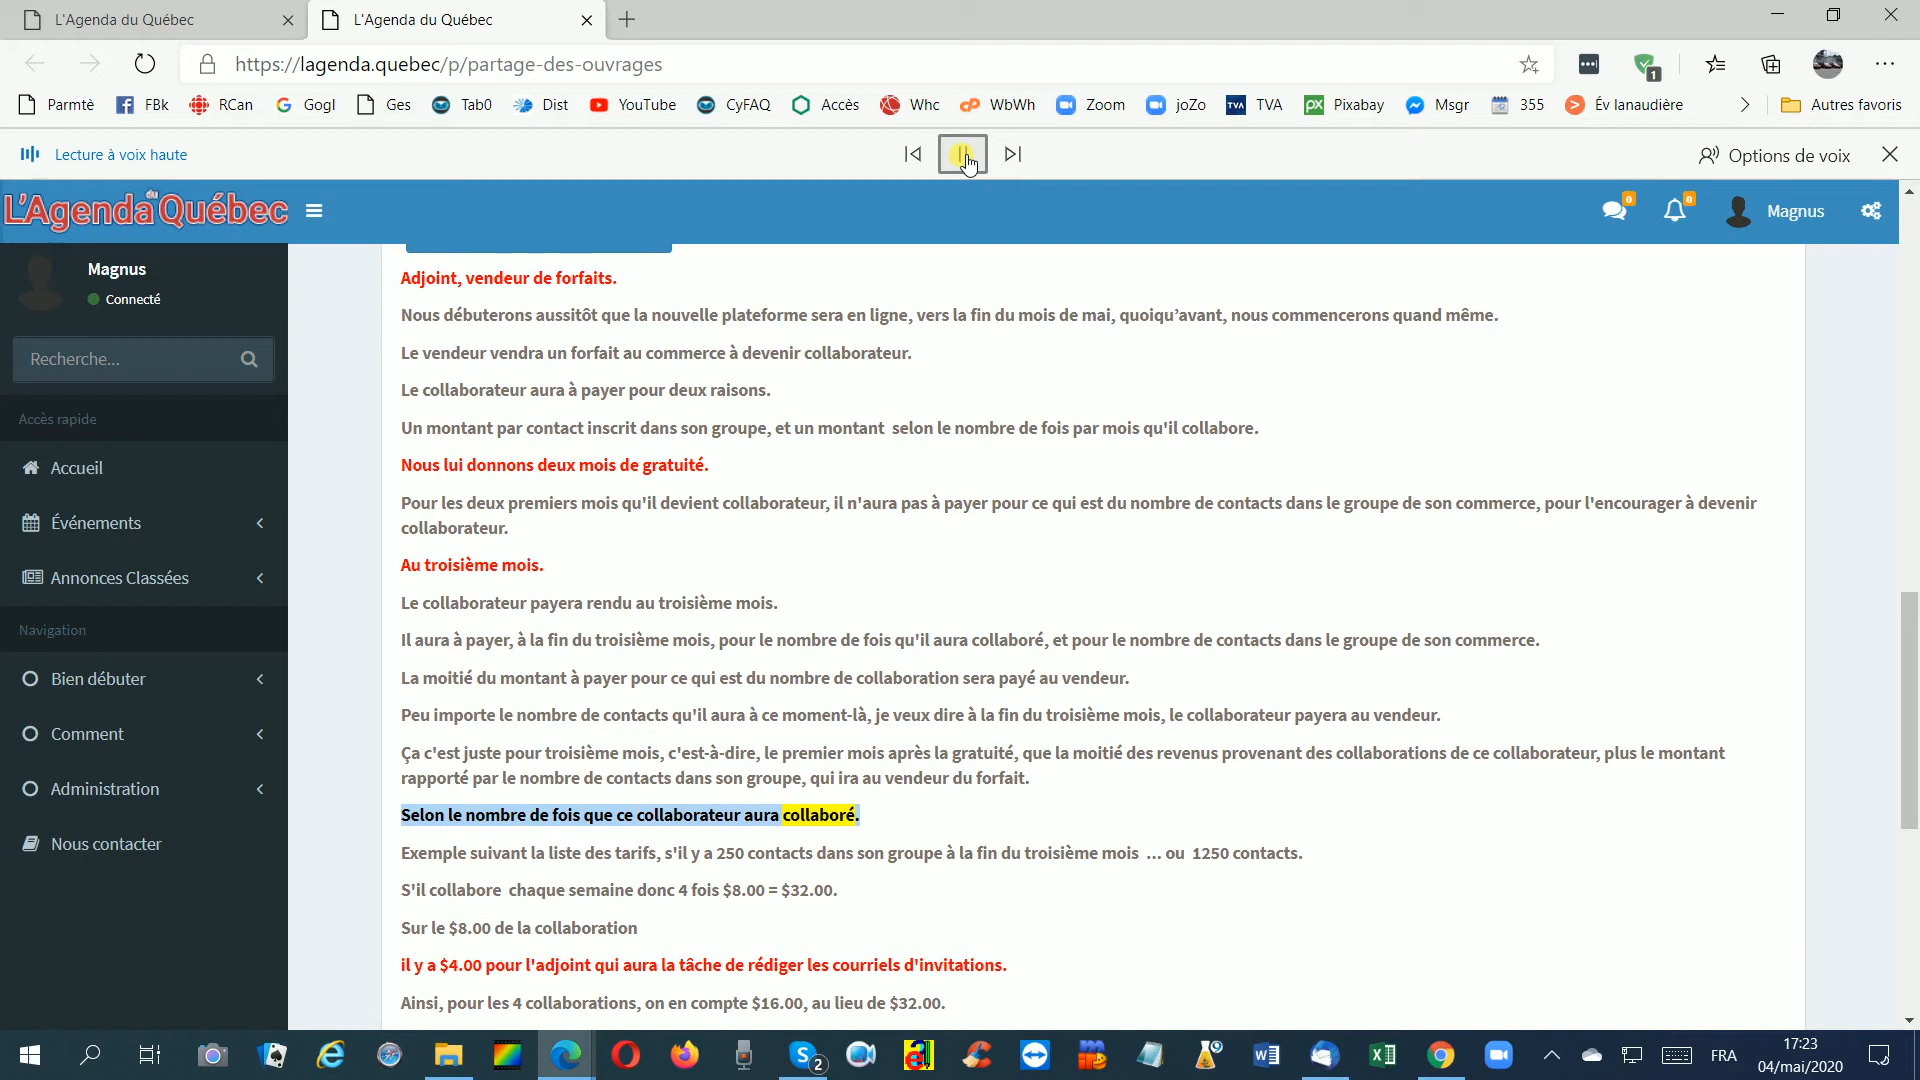 L'Agenda du Québec
L'Agenda du Québec
https://lagenda.quebec/p/partage-des-ouvrages
1
Parmtè
FBk
RCan
Gogl
Ges
Tab0
Dist
YouTube
CyFAQ
Accès
Whc
WbWh
Zoom
joZo
TVA
Pixabay
Msgr
355
Év lanaudière
Autres favoris
Lecture à voix haute
Options de voix
L'Agenda du Québec
0
0
Magnus
Magnus
Connecté
Recherche...
Accès rapide
Accueil
Événements
Annonces Classées
Navigation
Bien débuter
Comment
Administration
Nous contacter
Adjoint, vendeur de forfaits.
Nous débuterons aussitôt que la nouvelle plateforme sera en ligne, vers la fin du mois de mai, quoiqu’avant, nous commencerons quand même.
Le vendeur vendra un forfait au commerce à devenir collaborateur.
Le collaborateur aura à payer pour deux raisons.
Un montant par contact inscrit dans son groupe, et un montant  selon le nombre de fois par mois qu'il collabore.
Nous lui donnons deux mois de gratuité.
Pour les deux premiers mois qu'il devient collaborateur, il n'aura pas à payer pour ce qui est du nombre de contacts dans le groupe de son commerce, pour l'encourager à devenir
collaborateur.
Au troisième mois.
Le collaborateur payera rendu au troisième mois.
Il aura à payer, à la fin du troisième mois, pour le nombre de fois qu'il aura collaboré, et pour le nombre de contacts dans le groupe de son commerce.
La moitié du montant à payer pour ce qui est du nombre de collaboration sera payé au vendeur.
Peu importe le nombre de contacts qu'il aura à ce moment-là, je veux dire à la fin du troisième mois, le collaborateur payera au vendeur.
Ça c'est juste pour troisième mois, c'est-à-dire, le premier mois après la gratuité, que la moitié des revenus provenant des collaborations de ce collaborateur, plus le montant
rapporté par le nombre de contacts dans son groupe, qui ira au vendeur du forfait.
Selon le nombre de fois que ce collaborateur aura collaboré.
Exemple suivant la liste des tarifs, s'il y a 250 contacts dans son groupe à la fin du troisième mois  ... ou  1250 contacts.
S'il collabore  chaque semaine donc 4 fois $8.00 = $32.00.
Sur le $8.00 de la collaboration
il y a $4.00 pour l'adjoint qui aura la tâche de rédiger les courriels d'invitations.
Ainsi, pour les 4 collaborations, on en compte $16.00, au lieu de $32.00.
2
FRA
17:23
04/mai/2020